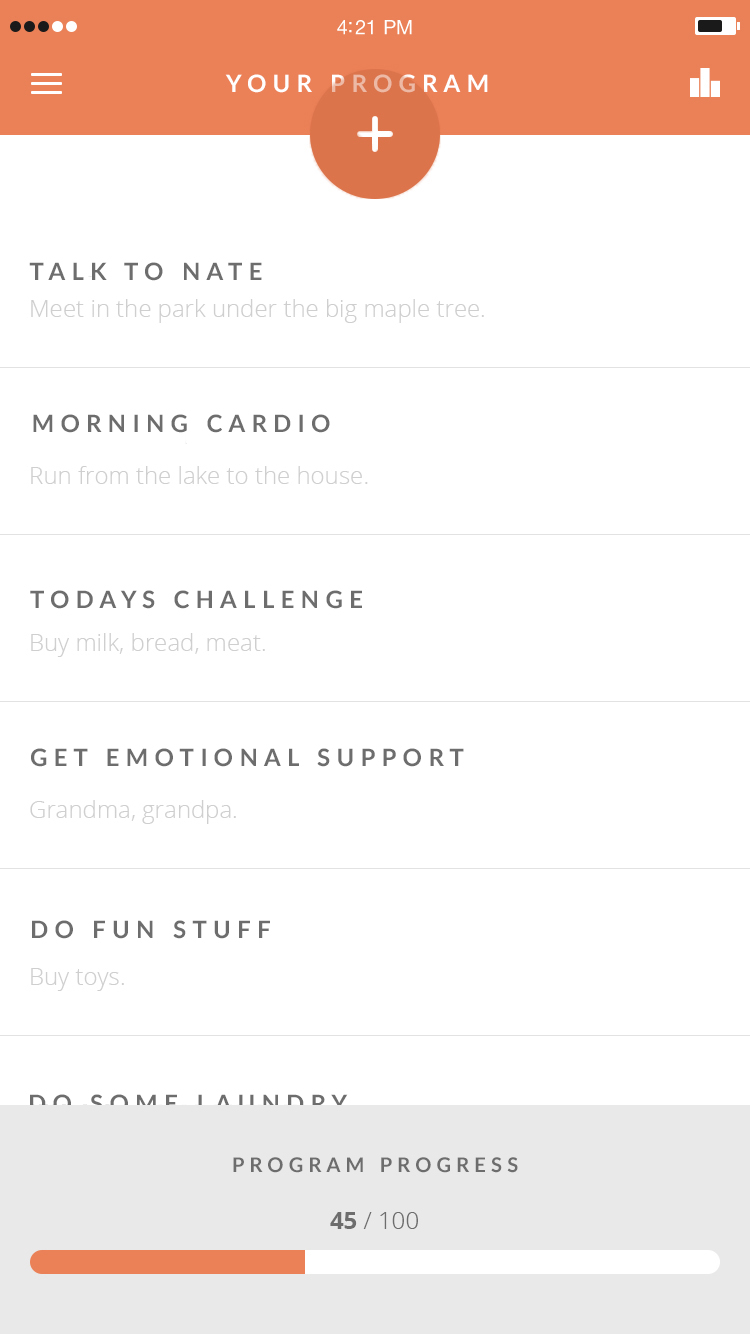 4:21 PM
YOUR PROGRAM
TALK TO NATE
Meet in the park under the big maple tree.
MORNING CARDIO
Run from the lake to the house.
TODAYS CHALLENGE
Buy milk, bread, meat.
GET EMOTIONAL SUPPORT
Grandma, grandpa.
DO FUN STUFF
Buy toys.
DO SOME LAUNDRY
PROGRAM PROGRESS
45 / 100